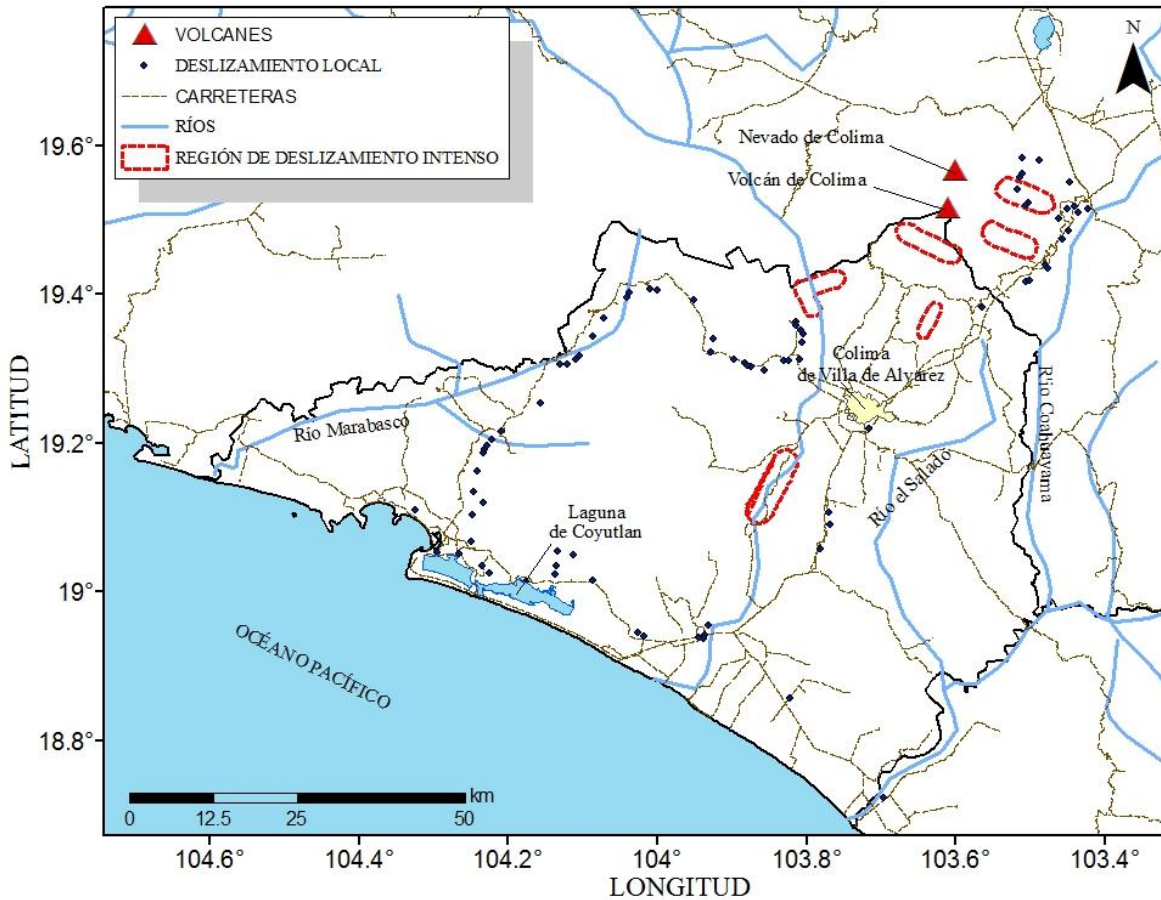 VOLCANES
DESLIZAMIENTO LOCAL
CARRETERAS
RÍOS
REGIÓN DE DESLIZAMIENTO INTENSO
N
Nevado de Colima
Volcán de Colima
Colima
de Villa de Alvarez
Río Marabasco
Río Coahuayama
Río el Salado
Laguna
de Coyutlan
OCÉANO PACÍFICO
km
0 12.5 25 50
LATITUD
19.6°
19.4°
19.2°
19°
18.8°
104.6° 104.4° 104.2° 104° 103.8° 103.6° 103.4°
LONGITUD